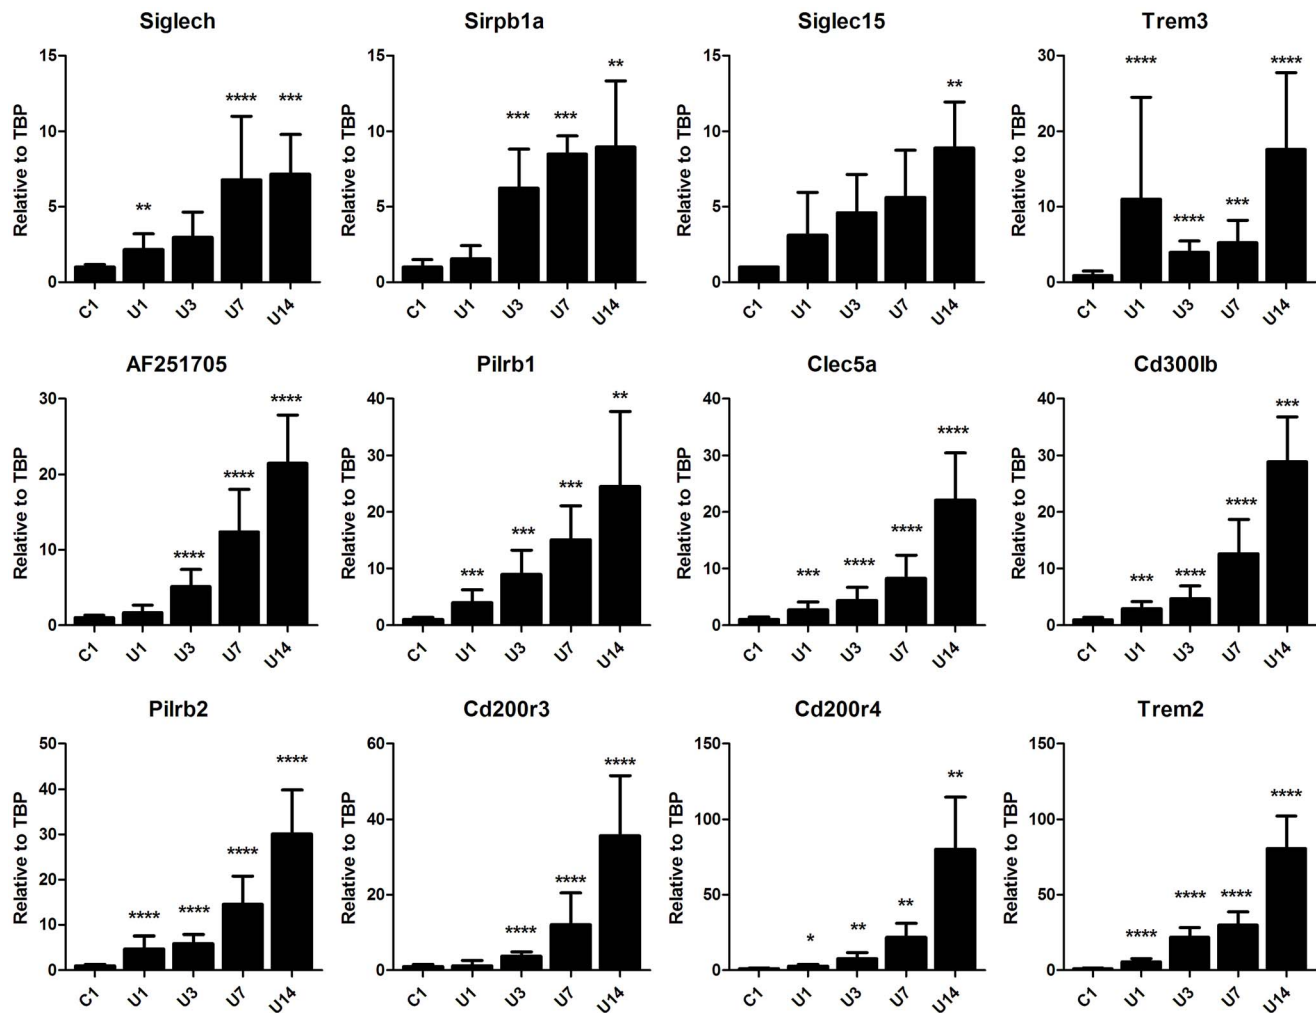 Siglech
Sirpb1a
Siglec15
Trem3
Relative to TBP
15
10
5
0
**
****
***
C1
U1
U3
U7
U14
Relative to TBP
15
10
5
0
***
***
**
C1
U1
U3
U7
U14
Relative to TBP
15
10
5
0
**
C1
U1
U3
U7
U14
Relative to TBP
30
20
10
0
****
****
***
****
C1
U1
U3
U7
U14
AF251705
Pilrb1
Clec5a
Cd300lb
Relative to TBP
30
20
10
0
****
****
****
C1
U1
U3
U7
U14
Relative to TBP
40
30
20
10
0
***
***
***
**
C1
U1
U3
U7
U14
Relative to TBP
40
30
20
10
0
***
****
****
****
C1
U1
U3
U7
U14
Relative to TBP
40
30
20
10
0
***
****
****
***
C1
U1
U3
U7
U14
Pilrb2
Cd200r3
Cd200r4
Trem2
Relative to TBP
50
40
30
20
10
0
****
****
****
****
C1
U1
U3
U7
U14
Relative to TBP
60
40
20
0
****
****
****
C1
U1
U3
U7
U14
Relative to TBP
150
100
50
0
*
**
**
**
C1
U1
U3
U7
U14
Relative to TBP
150
100
50
0
****
****
****
****
C1
U1
U3
U7
U14